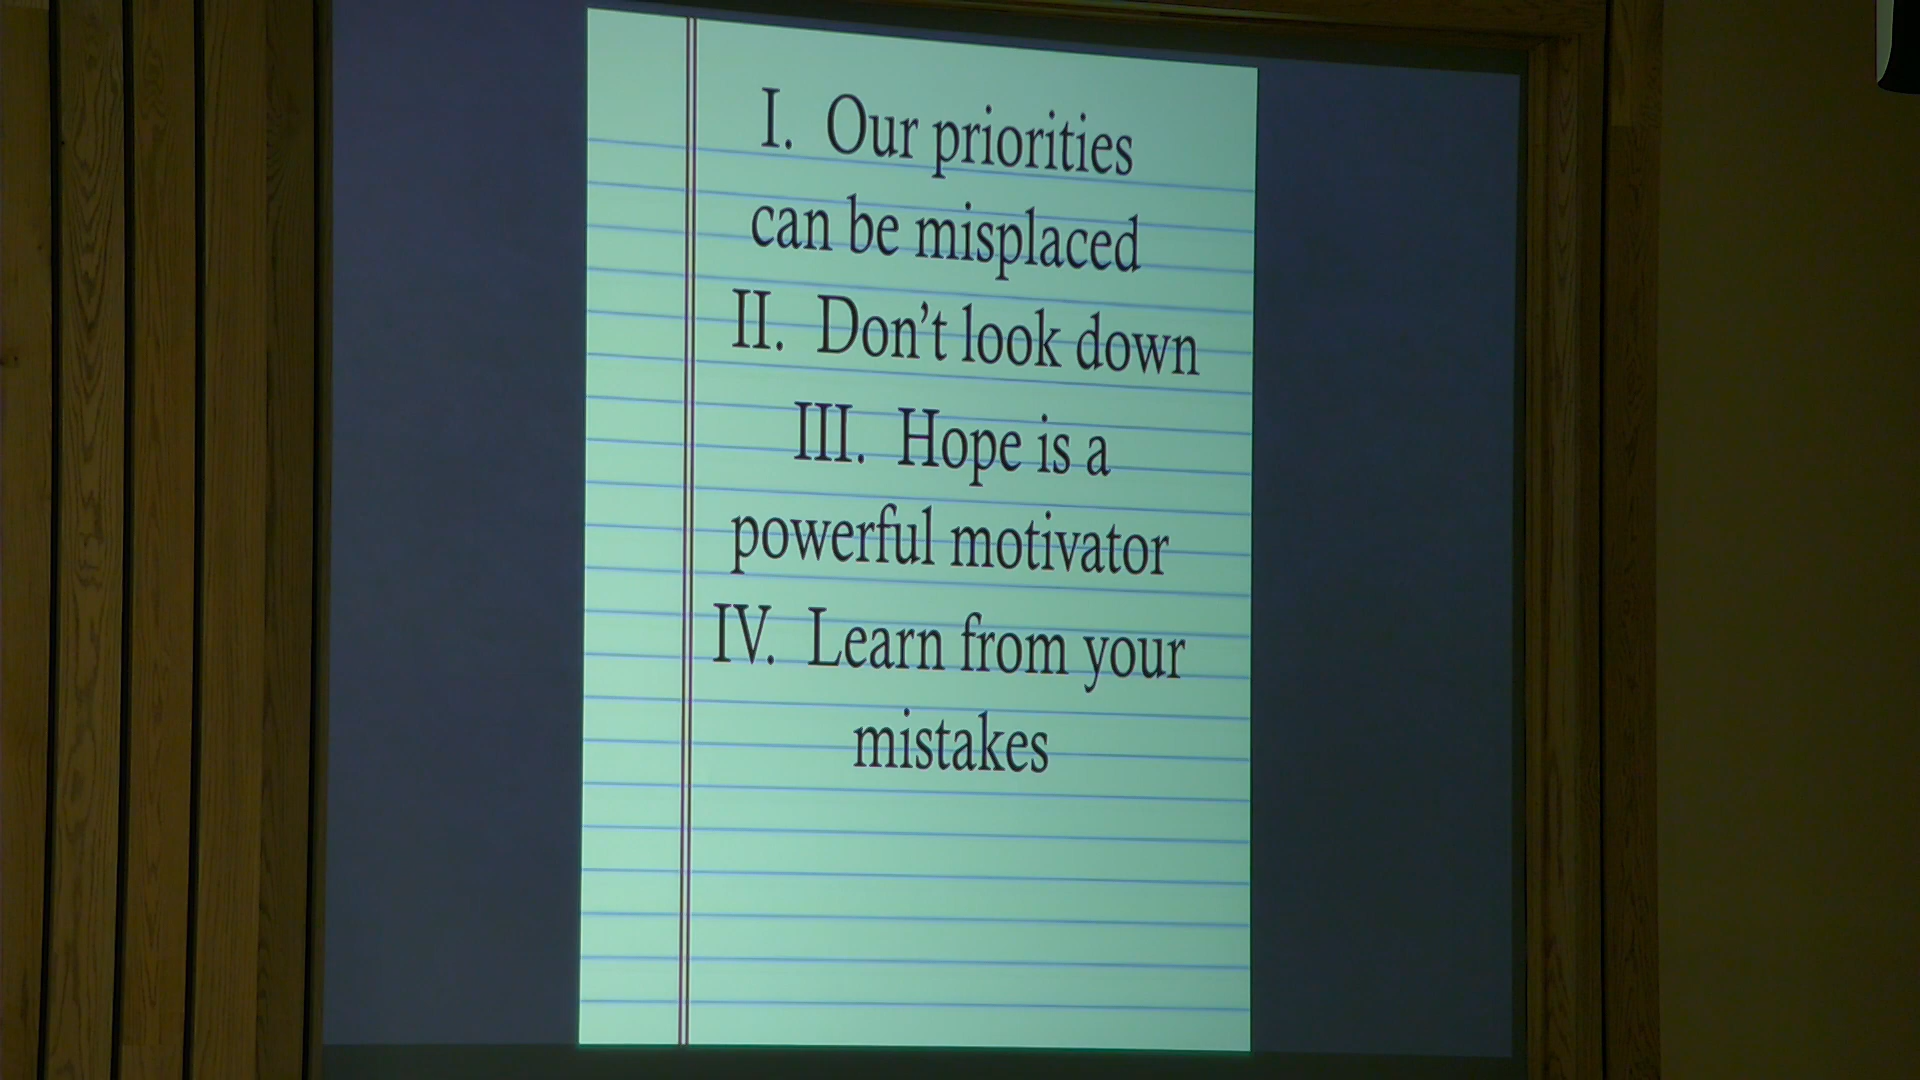 I. Our priorities
can be misplaced
II. Don't look down
III. Hope is a
powerful motivator
IV. Learn from your
mistakes